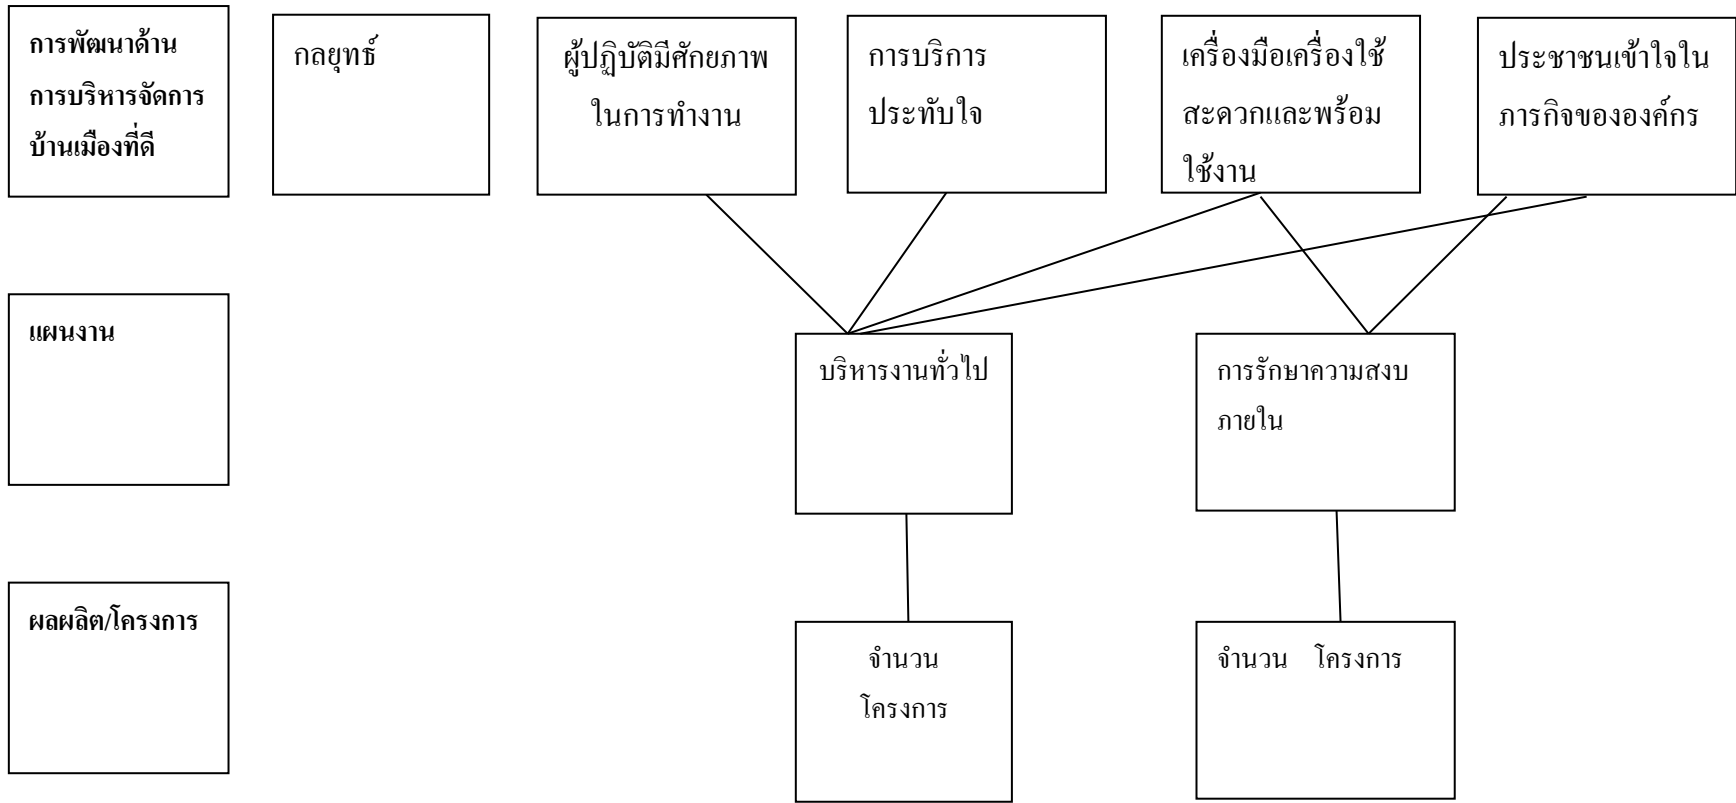 การพัฒนาด้าน
การบริหารจัดการ
บ้านเมืองที่ดี
กลยุทธ์
ผู้ปฏิบัติมีศักยภาพ
ในการทำงาน
การบริการ
ประทับใจ
เครื่องมือเครื่องใช้
สะดวกและพร้อม
ใช้งาน
ประชาชนเข้าใจใน
ภารกิจขององค์กร
แผนงาน
บริหารงานทั่วไป
การรักษาความสงบ
ภายใน
ผลผลิต/โครงการ
จำนวน
โครงการ
จำนวน โครงการ